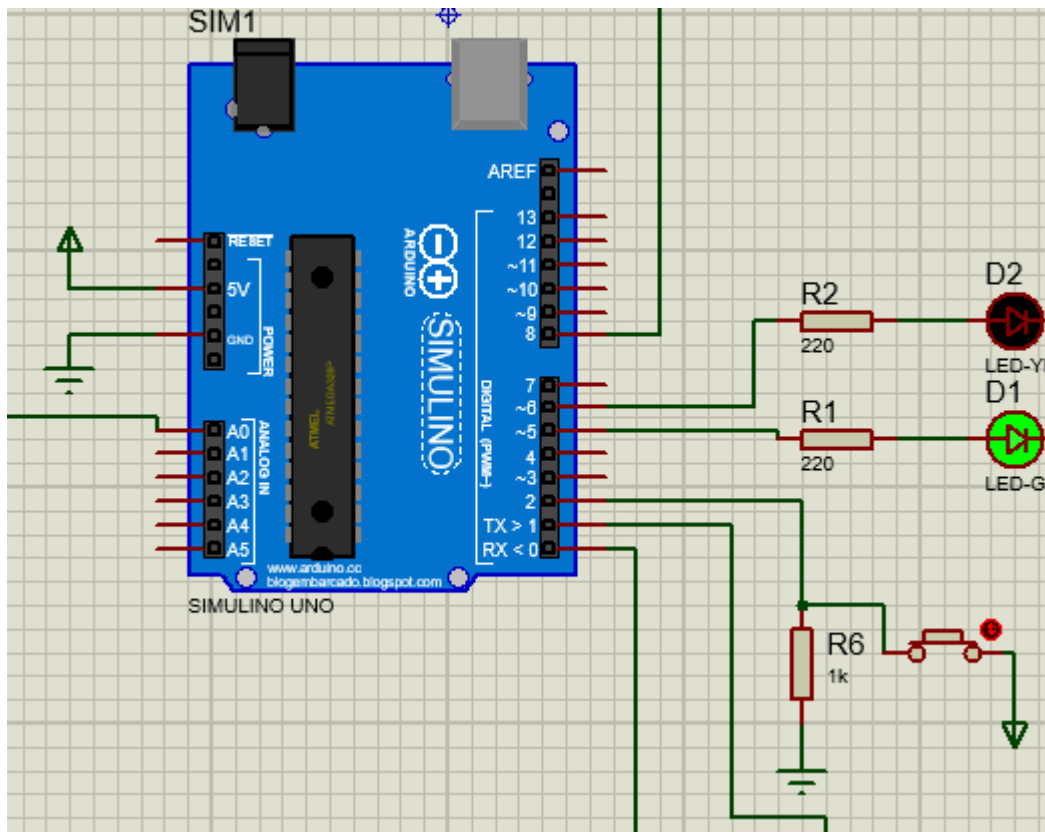 SIM1
AREF
13
12
~11
~10
~9
8
7
~6
~5
4
~3
2
TX > 1
RX < 0
RESET
5V
GND
POWER
A0
A1
A2
A3
A4
A5
ANALOG IN
ATMEL
ATMEGA328P
ARDUINO
SIMULINO
DIGITAL (PWM~)
www.arduino.cc
blogembarcado.blogspot.com
SIMULINO UNO
R2
220
D2
LED-Y
R1
220
D1
LED-G
R6
1k